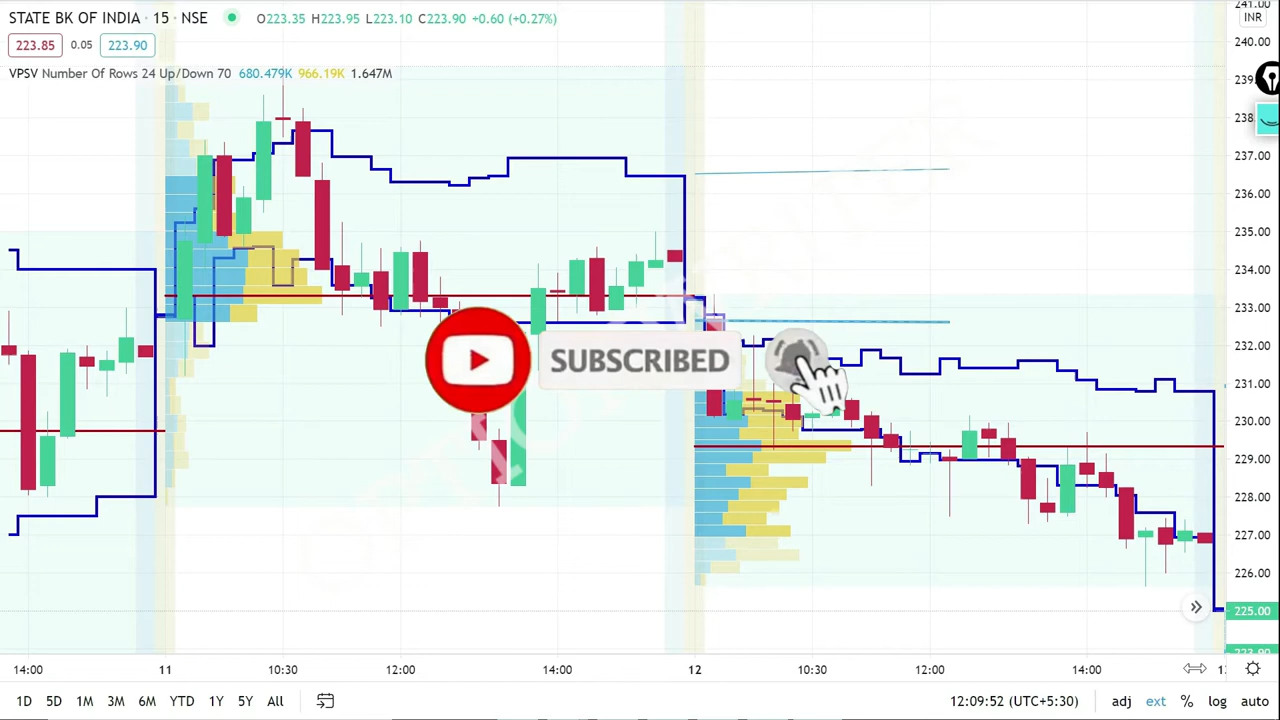 STATE BK OF INDIA · 15 · NSE O223.35 H223.95 L223.10 C223.90 +0.60 (+0.27%)
223.85 0.05 223.90
VPSV Number Of Rows 24 Up/Down 70 680.479K 966.19K 1.647M
241.00
INR
240.00
239.
238.
237.00
236.00
235.00
234.00
233.00
232.00
231.00
230.00
229.00
228.00
227.00
226.00
225.00
223.90
SUBSCRIBED
14:00 11 10:30 12:00 14:00 12 10:30 12:00 14:00
1D 5D 1M 3M 6M YTD 1Y 5Y All 12:09:52 (UTC+5:30) adj ext % log auto